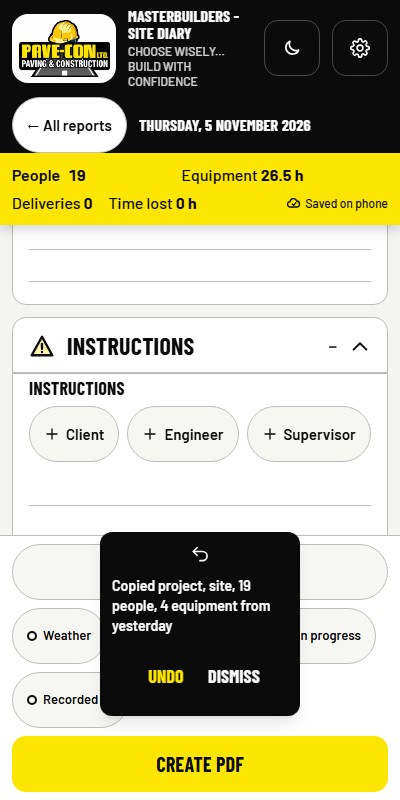 PAVE-CON LTD.
PAVING & CONSTRUCTION
MASTERBUILDERS -
SITE DIARY
CHOOSE WISELY...
BUILD WITH
CONFIDENCE
← All reports
THURSDAY, 5 NOVEMBER 2026
People 19
Equipment 26.5 h
Deliveries 0
Time lost 0 h
Saved on phone
INSTRUCTIONS
–
INSTRUCTIONS
+ Client
+ Engineer
+ Supervisor
Copied project, site, 19
people, 4 equipment from
yesterday
UNDO
DISMISS
Weather
n progress
Recorded
CREATE PDF